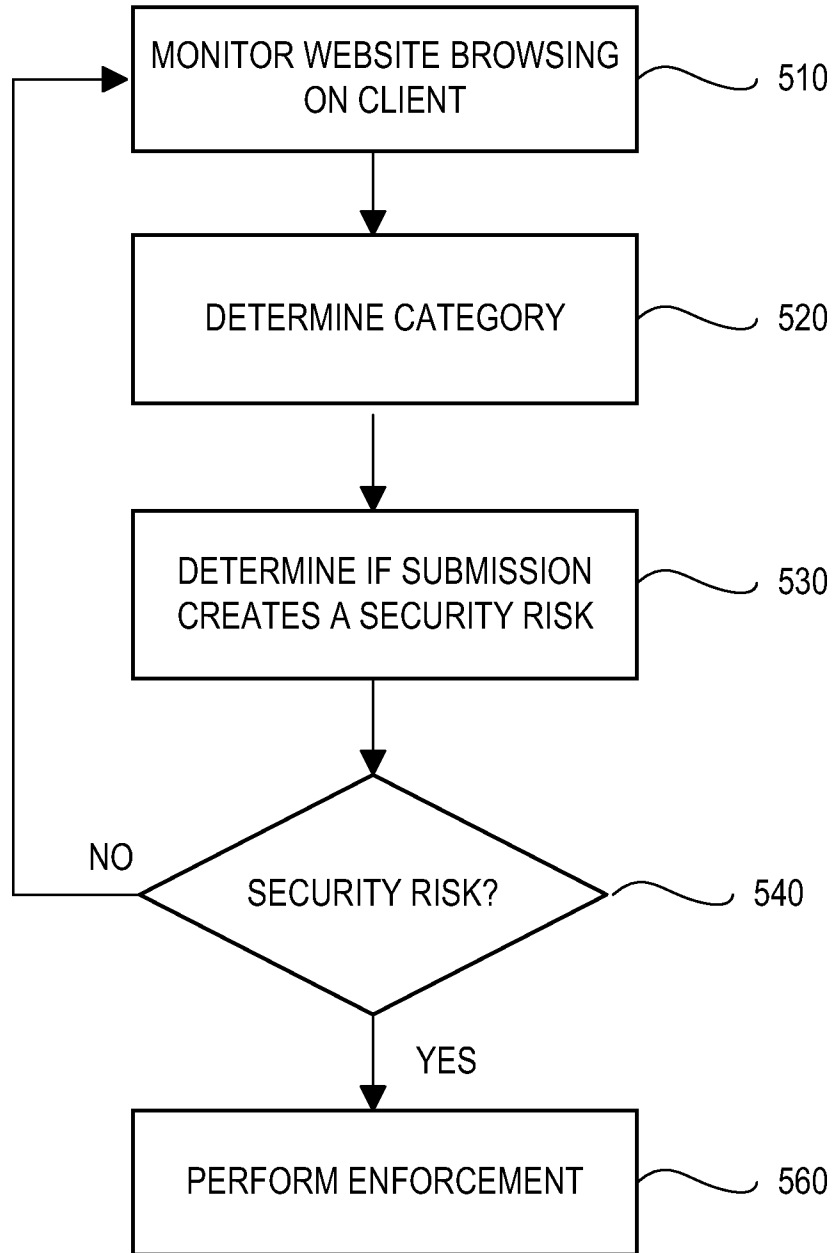 MONITOR WEBSITE BROWSING
ON CLIENT
510
DETERMINE CATEGORY
520
DETERMINE IF SUBMISSION
CREATES A SECURITY RISK
530
NO
SECURITY RISK?
540
YES
PERFORM ENFORCEMENT
560